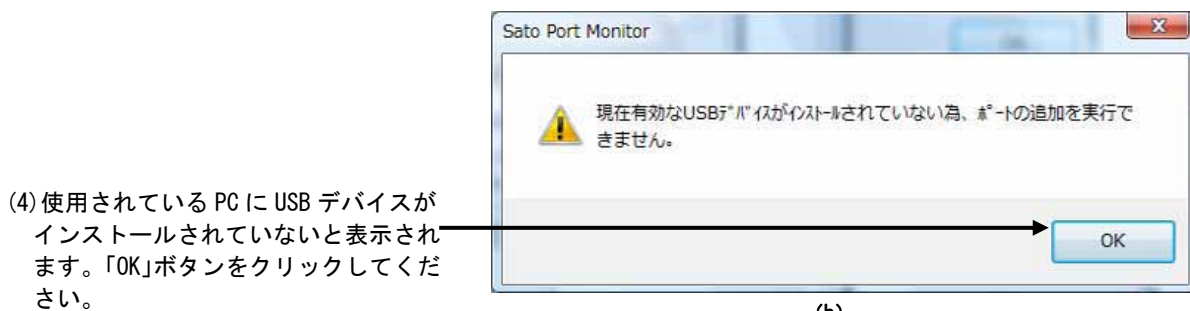 Sato Port Monitor
現在有効なUSBﾃﾞﾊﾞｲｽがｲﾝｽﾄｰﾙされていない為、ﾎﾟｰﾄの追加を実行で
きません。
(4)使用されている PC に USB デバイスが
インストールされていないと表示され
ます。「OK」ボタンをクリックしてくだ
さい。
OK